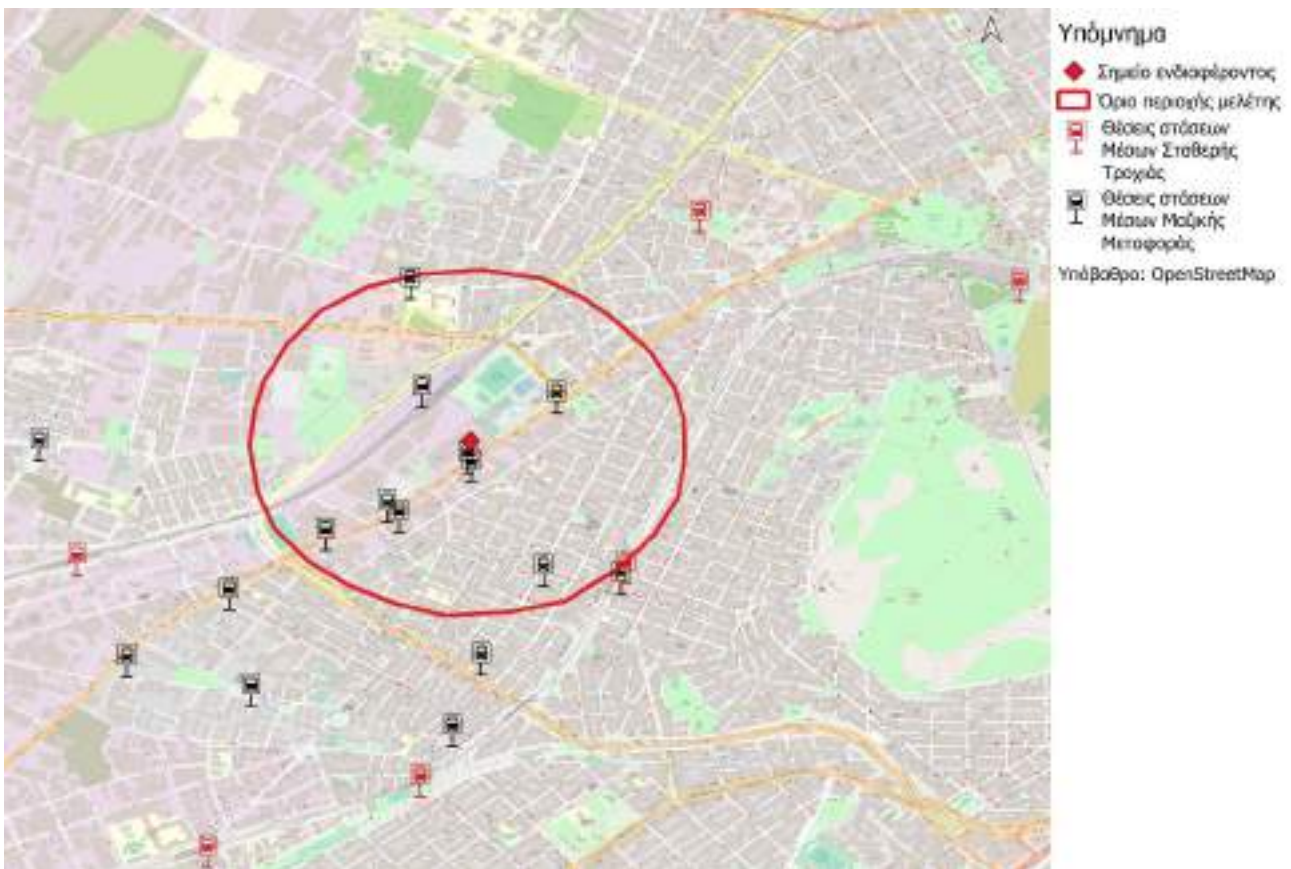 Υπόμνημα
Σημείο ενδιαφέροντος
Όριο περιοχής μελέτης
Θέσεις στάσεων
Μέσων Σταθερής
Τροχιάς
Θέσεις στάσεων
Μέσων Μαζικής
Μεταφοράς
Υπόβαθρο: OpenStreetMap